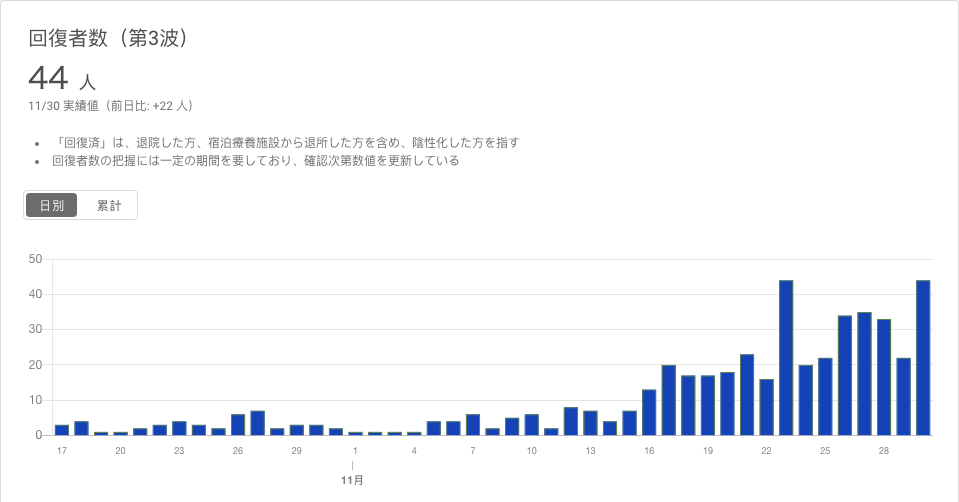 回復者数（第3波）
44 人
11/30 実績値（前日比: +22 人）
• 「回復済」は、退院した方、宿泊療養施設から退所した方を含め、陰性化した方を指す
• 回復者数の把握には一定の期間を要しており、確認次第数値を更新している
日別 累計
50
40
30
20
10
0
17 20 23 26 29 1 4 7 10 13 16 19 22 25 28
11月